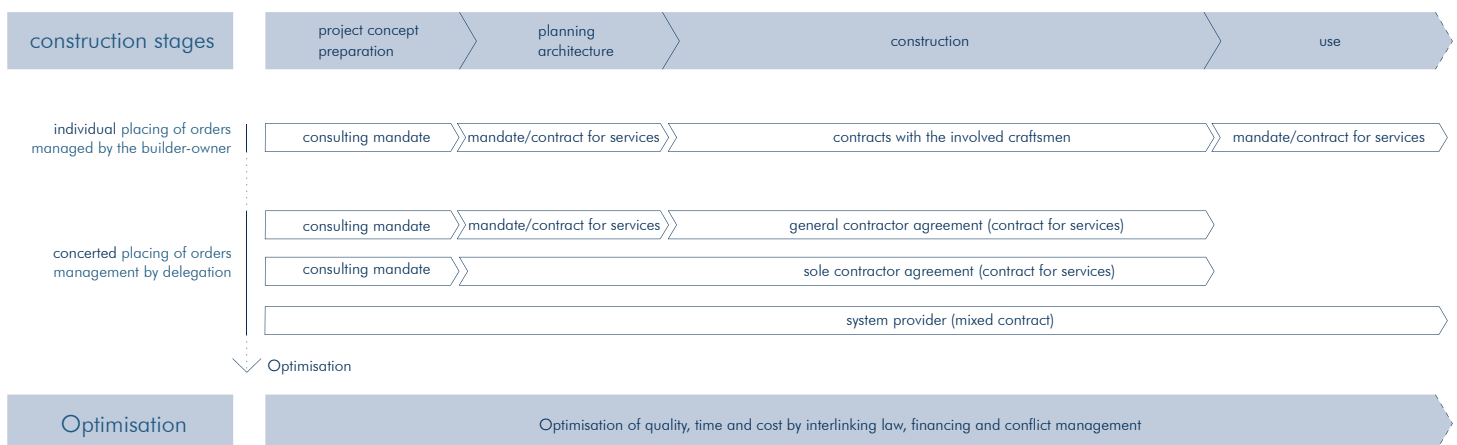 construction stages
project concept
preparation
planning
architecture
construction
use
individual placing of orders
managed by the builder-owner
consulting mandate
mandate/contract for services
contracts with the involved craftsmen
mandate/contract for services
concerted placing of orders
management by delegation
consulting mandate
mandate/contract for services
general contractor agreement (contract for services)
consulting mandate
sole contractor agreement (contract for services)
system provider (mixed contract)
Optimisation
Optimisation
Optimisation of quality, time and cost by interlinking law, financing and conflict management